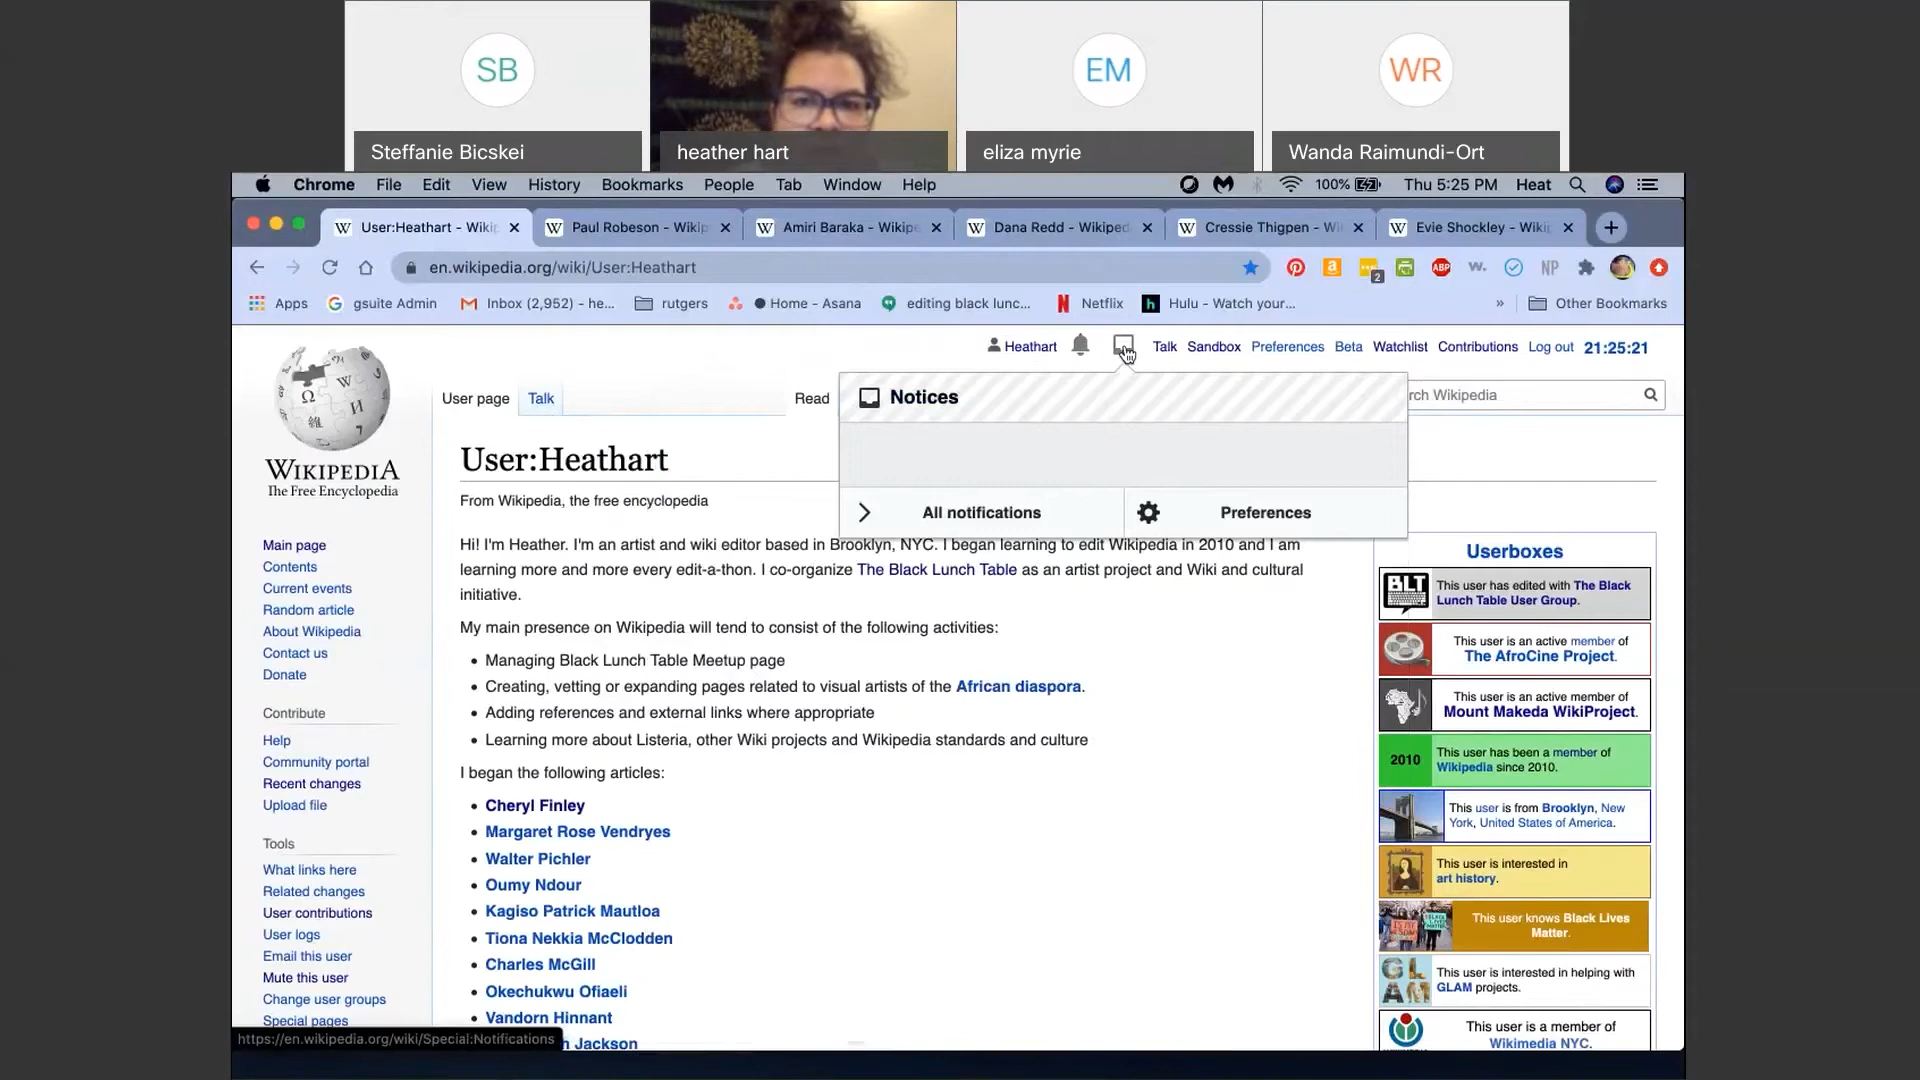 SB
EM
WR
Steffanie Bicskei
heather hart
eliza myrie
Wanda Raimundi-Ort
Chrome File Edit View History Bookmarks People Tab Window Help
100% Thu 5:25 PM Heat
User:Heathart - Wiki
Paul Robeson - Wikip
Amiri Baraka - Wikipe
Dana Redd - Wikiped
Cressie Thigpen - Wi
Evie Shockley - Wikip
en.wikipedia.org/wiki/User:Heathart
2
ABP
w.
NP
Apps
gsuite Admin
Inbox (2,952) - he...
rutgers
Home - Asana
editing black lunc...
Netflix
Hulu - Watch your...
»
Other Bookmarks
Heathart
Talk Sandbox Preferences Beta Watchlist Contributions Log out 21:25:21
WIKIPEDIA
The Free Encyclopedia
User page
Talk
Read
rch Wikipedia
Notices
All notifications
Preferences
User:Heathart
From Wikipedia, the free encyclopedia
Hi! I'm Heather. I'm an artist and wiki editor based in Brooklyn, NYC. I began learning to edit Wikipedia in 2010 and I am
learning more and more every edit-a-thon. I co-organize The Black Lunch Table as an artist project and Wiki and cultural
initiative.
My main presence on Wikipedia will tend to consist of the following activities:
• Managing Black Lunch Table Meetup page
• Creating, vetting or expanding pages related to visual artists of the African diaspora.
• Adding references and external links where appropriate
• Learning more about Listeria, other Wiki projects and Wikipedia standards and culture
I began the following articles:
• Cheryl Finley
• Margaret Rose Vendryes
• Walter Pichler
• Oumy Ndour
• Kagiso Patrick Mautloa
• Tiona Nekkia McClodden
• Charles McGill
• Okechukwu Ofiaeli
• Vandorn Hinnant
Jackson
Main page
Contents
Current events
Random article
About Wikipedia
Contact us
Donate
Contribute
Help
Community portal
Recent changes
Upload file
Tools
What links here
Related changes
User contributions
User logs
Email this user
Mute this user
Change user groups
Special pages
https://en.wikipedia.org/wiki/Special:Notifications
Userboxes
BLT
This user has edited with The Black
Lunch Table User Group.
This user is an active member of
The AfroCine Project.
This user is an active member of
Mount Makeda WikiProject.
2010
This user has been a member of
Wikipedia since 2010.
This user is from Brooklyn, New
York, United States of America.
This user is interested in
art history.
This user knows Black Lives
Matter.
GLAM
This user is interested in helping with
GLAM projects.
This user is a member of
Wikimedia NYC.